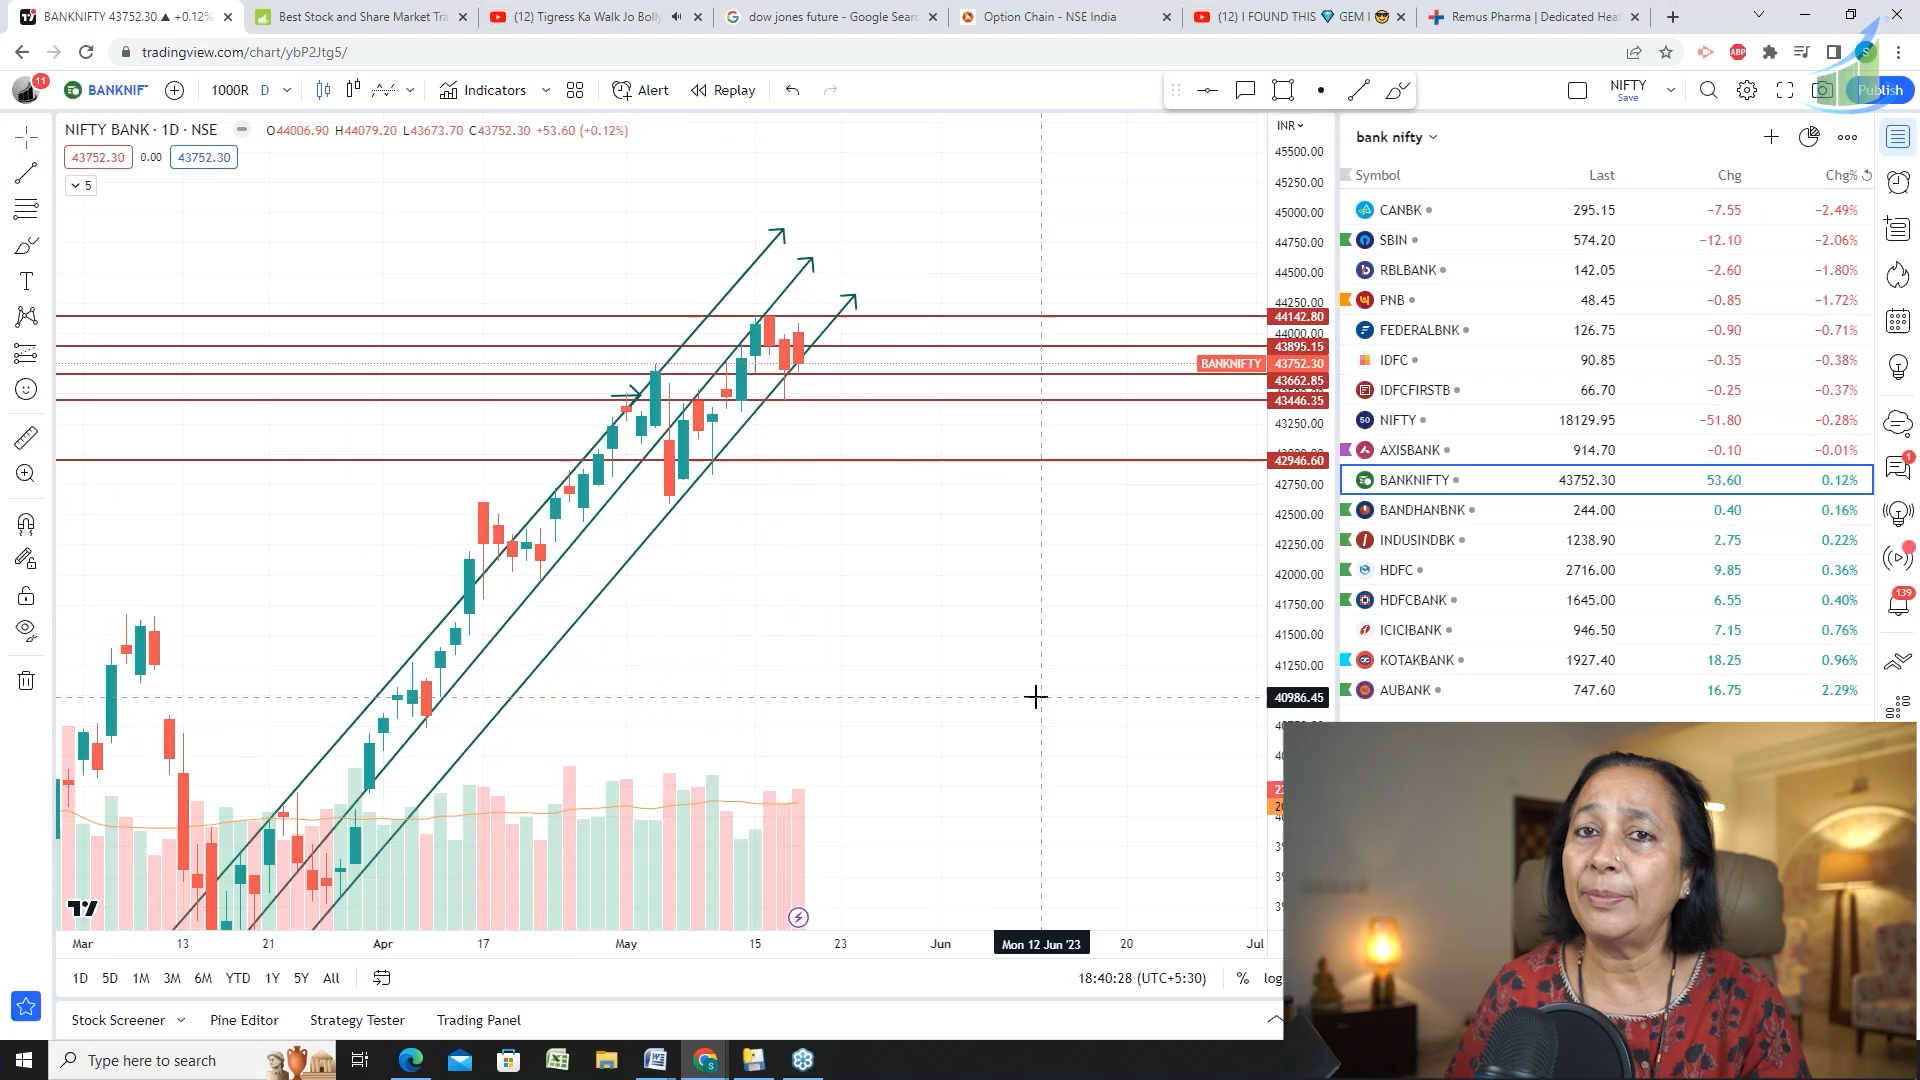 BANKNIFTY 43752.30 ▲ +0.12%
Best Stock and Share Market Tra
(12) Tigress Ka Walk Jo Bolly
dow jones future - Google Searc
Option Chain - NSE India
(12) I FOUND THIS 💎 GEM I 😎
Remus Pharma | Dedicated Heal
tradingview.com/chart/ybP2Jtg5/
ABP
S
11
BANKNIF
1000R D
Indicators
Alert
Replay
NIFTY
Save
Publish
NIFTY BANK · 1D · NSE O44006.90 H44079.20 L43673.70 C43752.30 +53.60 (+0.12%)
43752.30 0.00 43752.30
5
INR
45500.00
45250.00
45000.00
44750.00
44500.00
44250.00
44142.80
44000.00
43895.15
BANKNIFTY 43752.30
43662.85
43446.35
43250.00
42946.60
42750.00
42500.00
42250.00
42000.00
41750.00
41500.00
41250.00
40986.45
Mar 13 21 Apr 17 May 15 23 Jun Mon 12 Jun '23 20 Jul
1D 5D 1M 3M 6M YTD 1Y 5Y All
18:40:28 (UTC+5:30) % log
Stock Screener Pine Editor Strategy Tester Trading Panel
bank nifty
Symbol Last Chg Chg%
CANBK 295.15 −7.55 −2.49%
SBIN 574.20 −12.10 −2.06%
RBLBANK 142.05 −2.60 −1.80%
PNB 48.45 −0.85 −1.72%
FEDERALBNK 126.75 −0.90 −0.71%
IDFC 90.85 −0.35 −0.38%
IDFCFIRSTB 66.70 −0.25 −0.37%
50 NIFTY 18129.95 −51.80 −0.28%
AXISBANK 914.70 −0.10 −0.01%
BANKNIFTY 43752.30 53.60 0.12%
BANDHANBNK 244.00 0.40 0.16%
INDUSINDBK 1238.90 2.75 0.22%
HDFC 2716.00 9.85 0.36%
HDFCBANK 1645.00 6.55 0.40%
ICICIBANK 946.50 7.15 0.76%
KOTAKBANK 1927.40 18.25 0.96%
AUBANK 747.60 16.75 2.29%
1
139
Type here to search